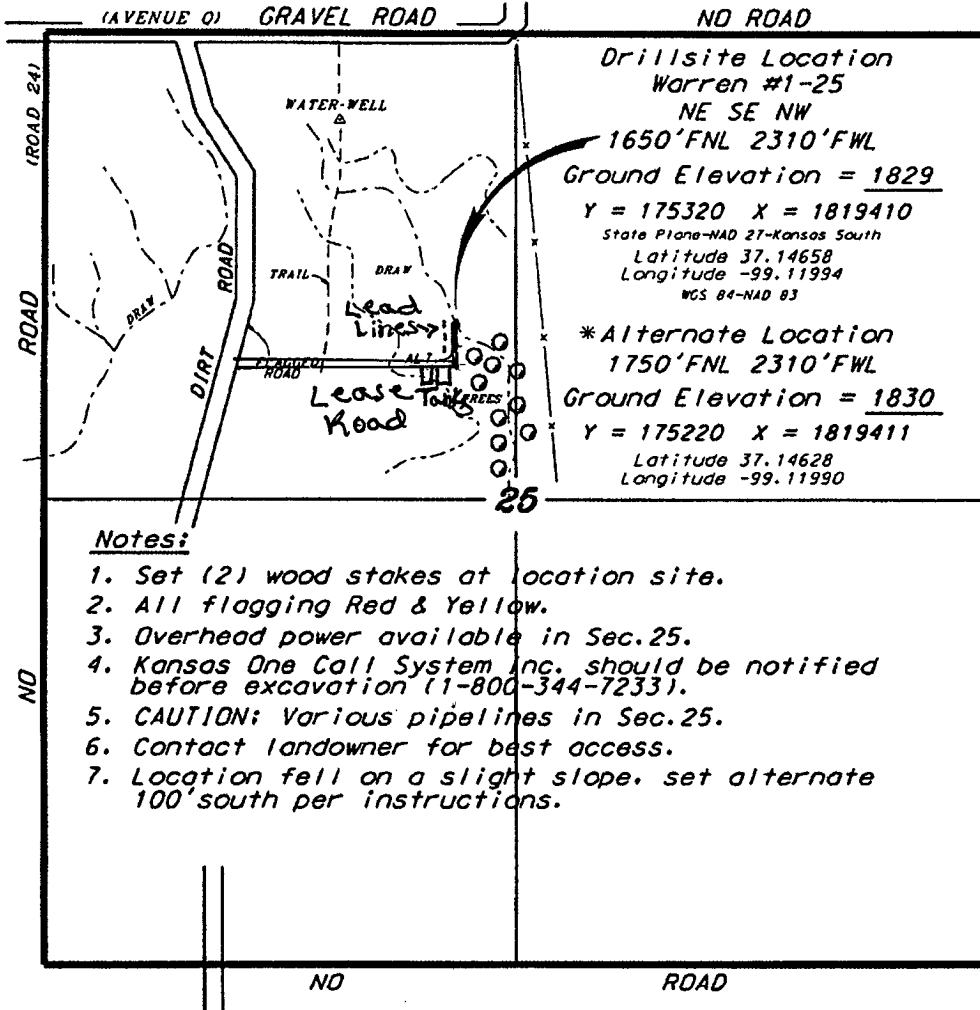 (AVENUE O) GRAVEL ROAD
NO ROAD
(ROAD 24)
ROAD
NO
Drillsite Location
Warren #1-25
NE SE NW
1650'FNL 2310'FWL
Ground Elevation = 1829
Y = 175320 X = 1819410
State Plane-NAD 27-Kansas South
Latitude 37.14658
Longitude -99.11994
WGS 84-NAD 83
*Alternate Location
1750'FNL 2310'FWL
Ground Elevation = 1830
Y = 175220 X = 1819411
Latitude 37.14628
Longitude -99.11990
WATER-WELL
DRAW
DIRT ROAD
TRAIL
DRAW
Lead
Lines→
FLAGGED
ROAD
ALT.
Lease
Road
Tanks
TREES
25
Notes:
1. Set (2) wood stakes at location site.
2. All flagging Red & Yellow.
3. Overhead power available in Sec.25.
4. Kansas One Call System Inc. should be notified
before excavation (1-800-344-7233).
5. CAUTION: Various pipelines in Sec.25.
6. Contact landowner for best access.
7. Location fell on a slight slope. set alternate
100'south per instructions.
NO
ROAD